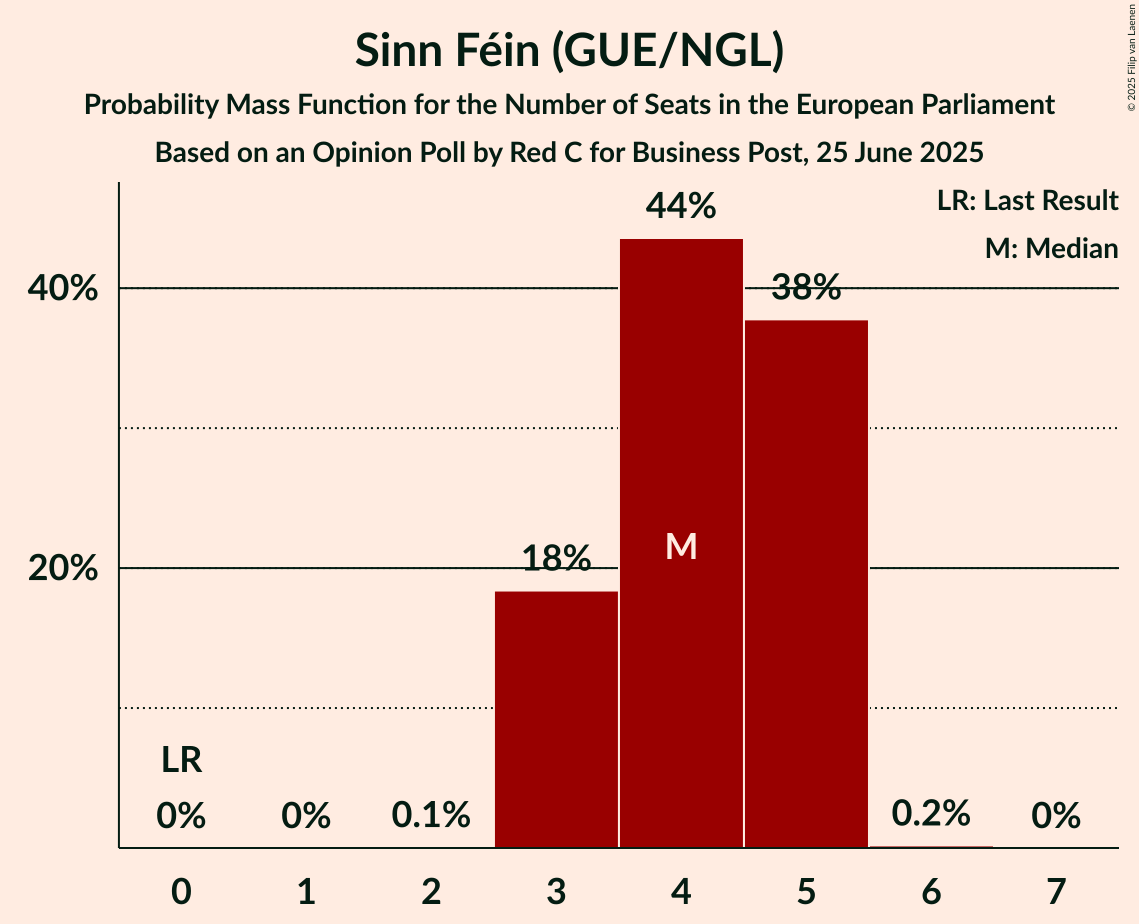 Sinn Féin (GUE/NGL)
Probability Mass Function for the Number of Seats in the European Parliament
Based on an Opinion Poll by Red C for Business Post, 25 June 2025
© 2025 Filip van Laenen
LR: Last Result
M: Median
44%
40%
38%
M
20%
18%
LR
0%
0%
0.1%
0.2%
0%
0
1
2
3
4
5
6
7